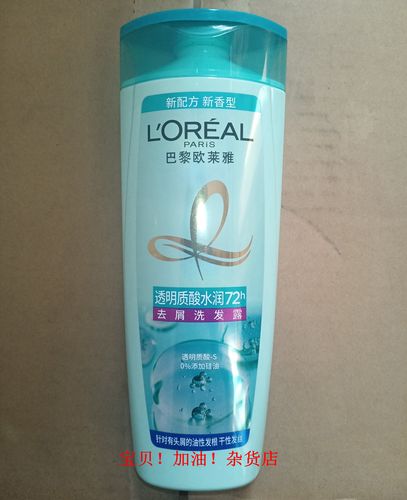 新配方 新香型
L'ORÉAL
PARIS
巴黎欧莱雅
透明质酸水润72h
去屑洗发露
透明质酸-S
0%添加硅油
针对有头屑的油性发根 干性发梢
宝贝！加油！杂货店